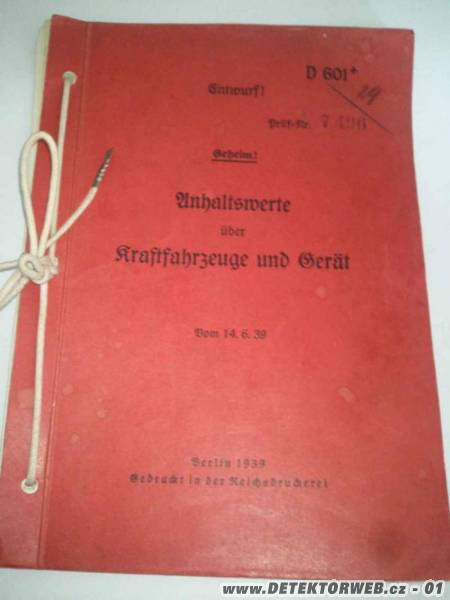 D 601+
Entwurf!
24
Prüf-Nr. 7496
Geheim!
Anhaltswerte
über
Kraftfahrzeuge und Gerät
Vom 14. 6. 39
Berlin 1939
Gedruckt in der Reichsdruckerei
www.DETEKTORWEB.cz - 01